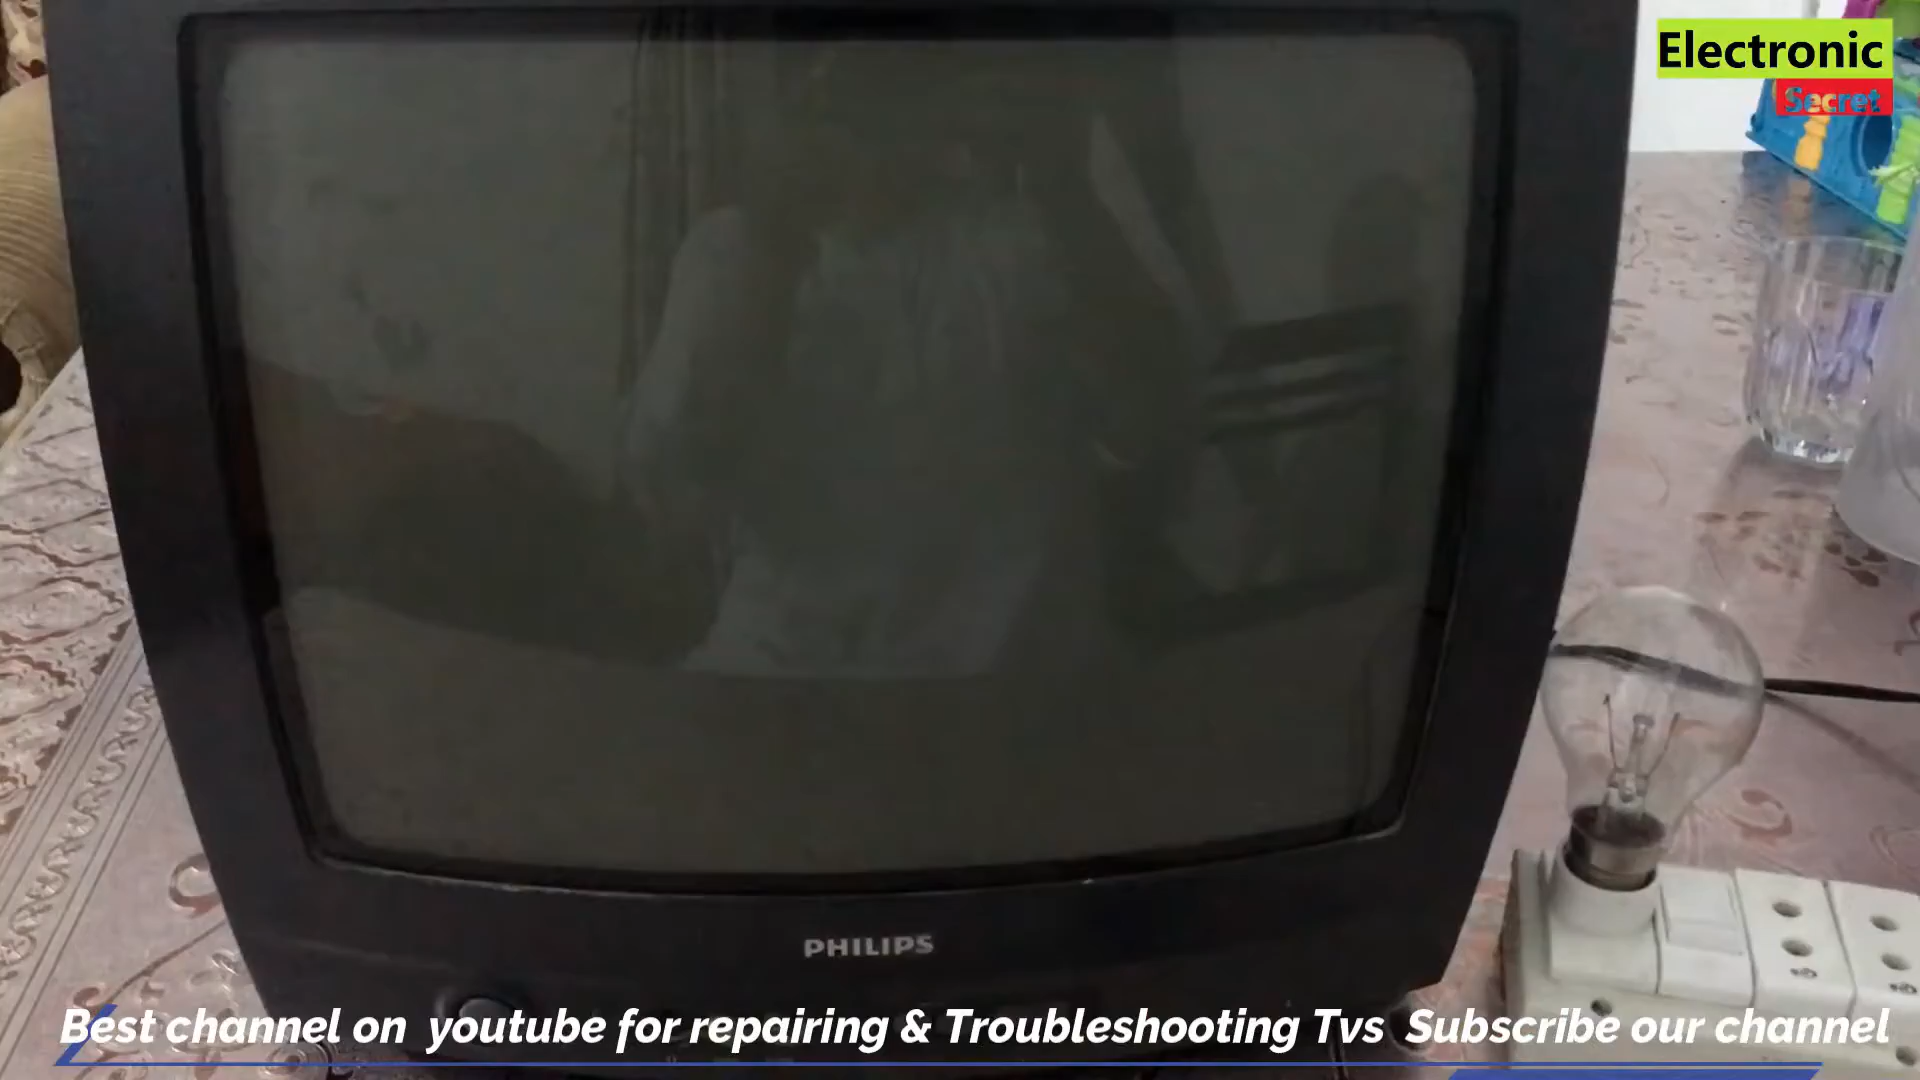 Electronic
Secret
PHILIPS
Best channel on youtube for repairing & Troubleshooting Tvs Subscribe our channel